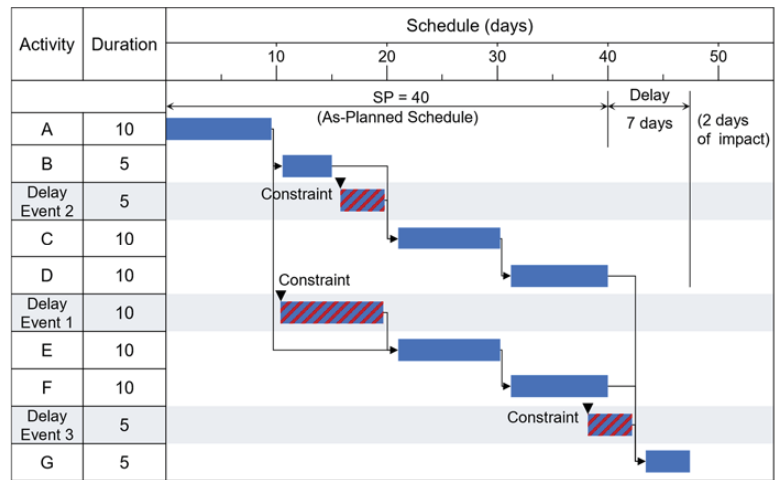 Activity
Duration
Schedule (days)
10
20
30
40
50
SP = 40
(As-Planned Schedule)
Delay
7 days
(2 days
of impact)
A
10
B
5
Delay
Event 2
5
Constraint
C
10
D
10
Delay
Event 1
10
Constraint
E
10
F
10
Delay
Event 3
5
Constraint
G
5